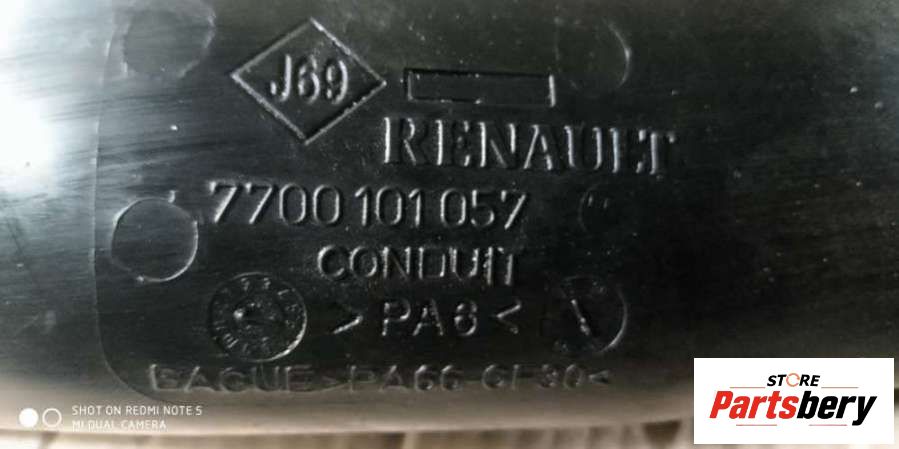 J69
RENAULT
7700 101 057
CONDUIT
> PA6 <
BAGUE >PA66 GF30<
SHOT ON REDMI NOTE 5
MI DUAL CAMERA
STORE
Partsbery